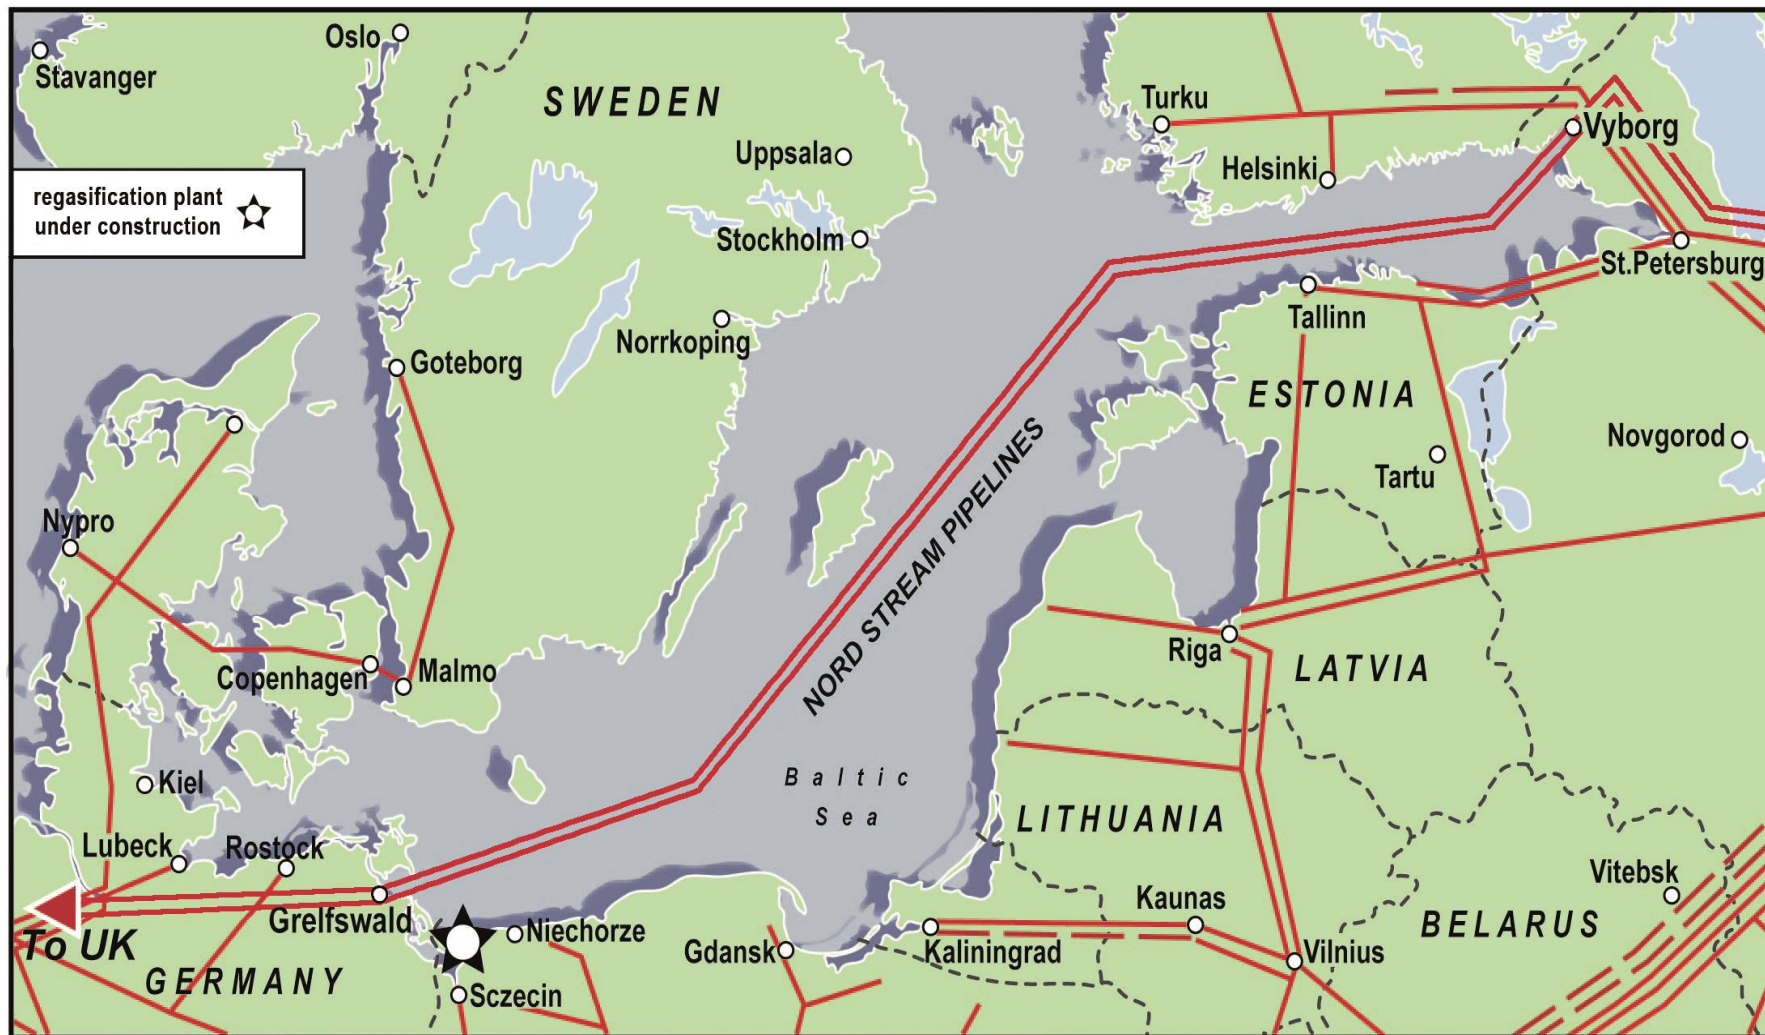 Oslo
Stavanger
SWEDEN
Turku
Vyborg
Uppsala
Helsinki
regasification plant
under construction
Stockholm
St.Petersburg
Tallinn
Norrkoping
Goteborg
ESTONIA
Novgorod
Tartu
Nypro
NORD STREAM PIPELINES
Riga
LATVIA
Copenhagen
Malmo
Kiel
Baltic
Sea
LITHUANIA
Lubeck
Rostock
Vitebsk
Kaunas
Grelfswald
BELARUS
To UK
Niechorze
Gdansk
Kaliningrad
Vilnius
GERMANY
Sczecin